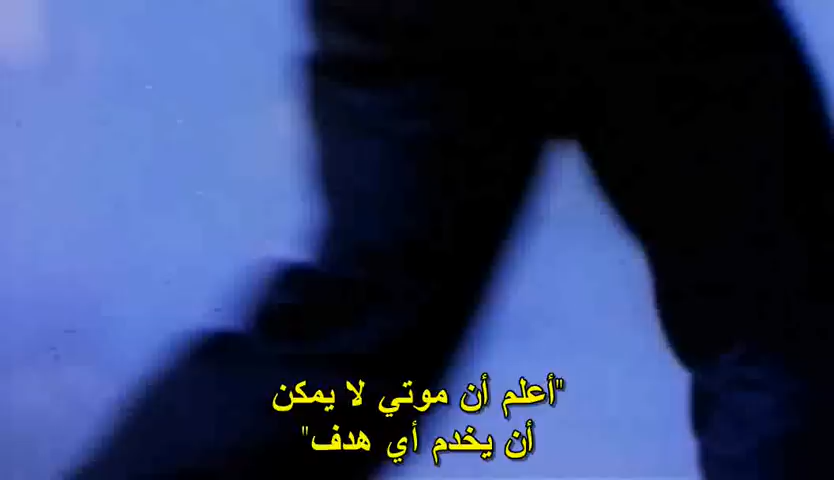 "أعلم أن موتي لا يمكن
أن يخدم أي هدف"